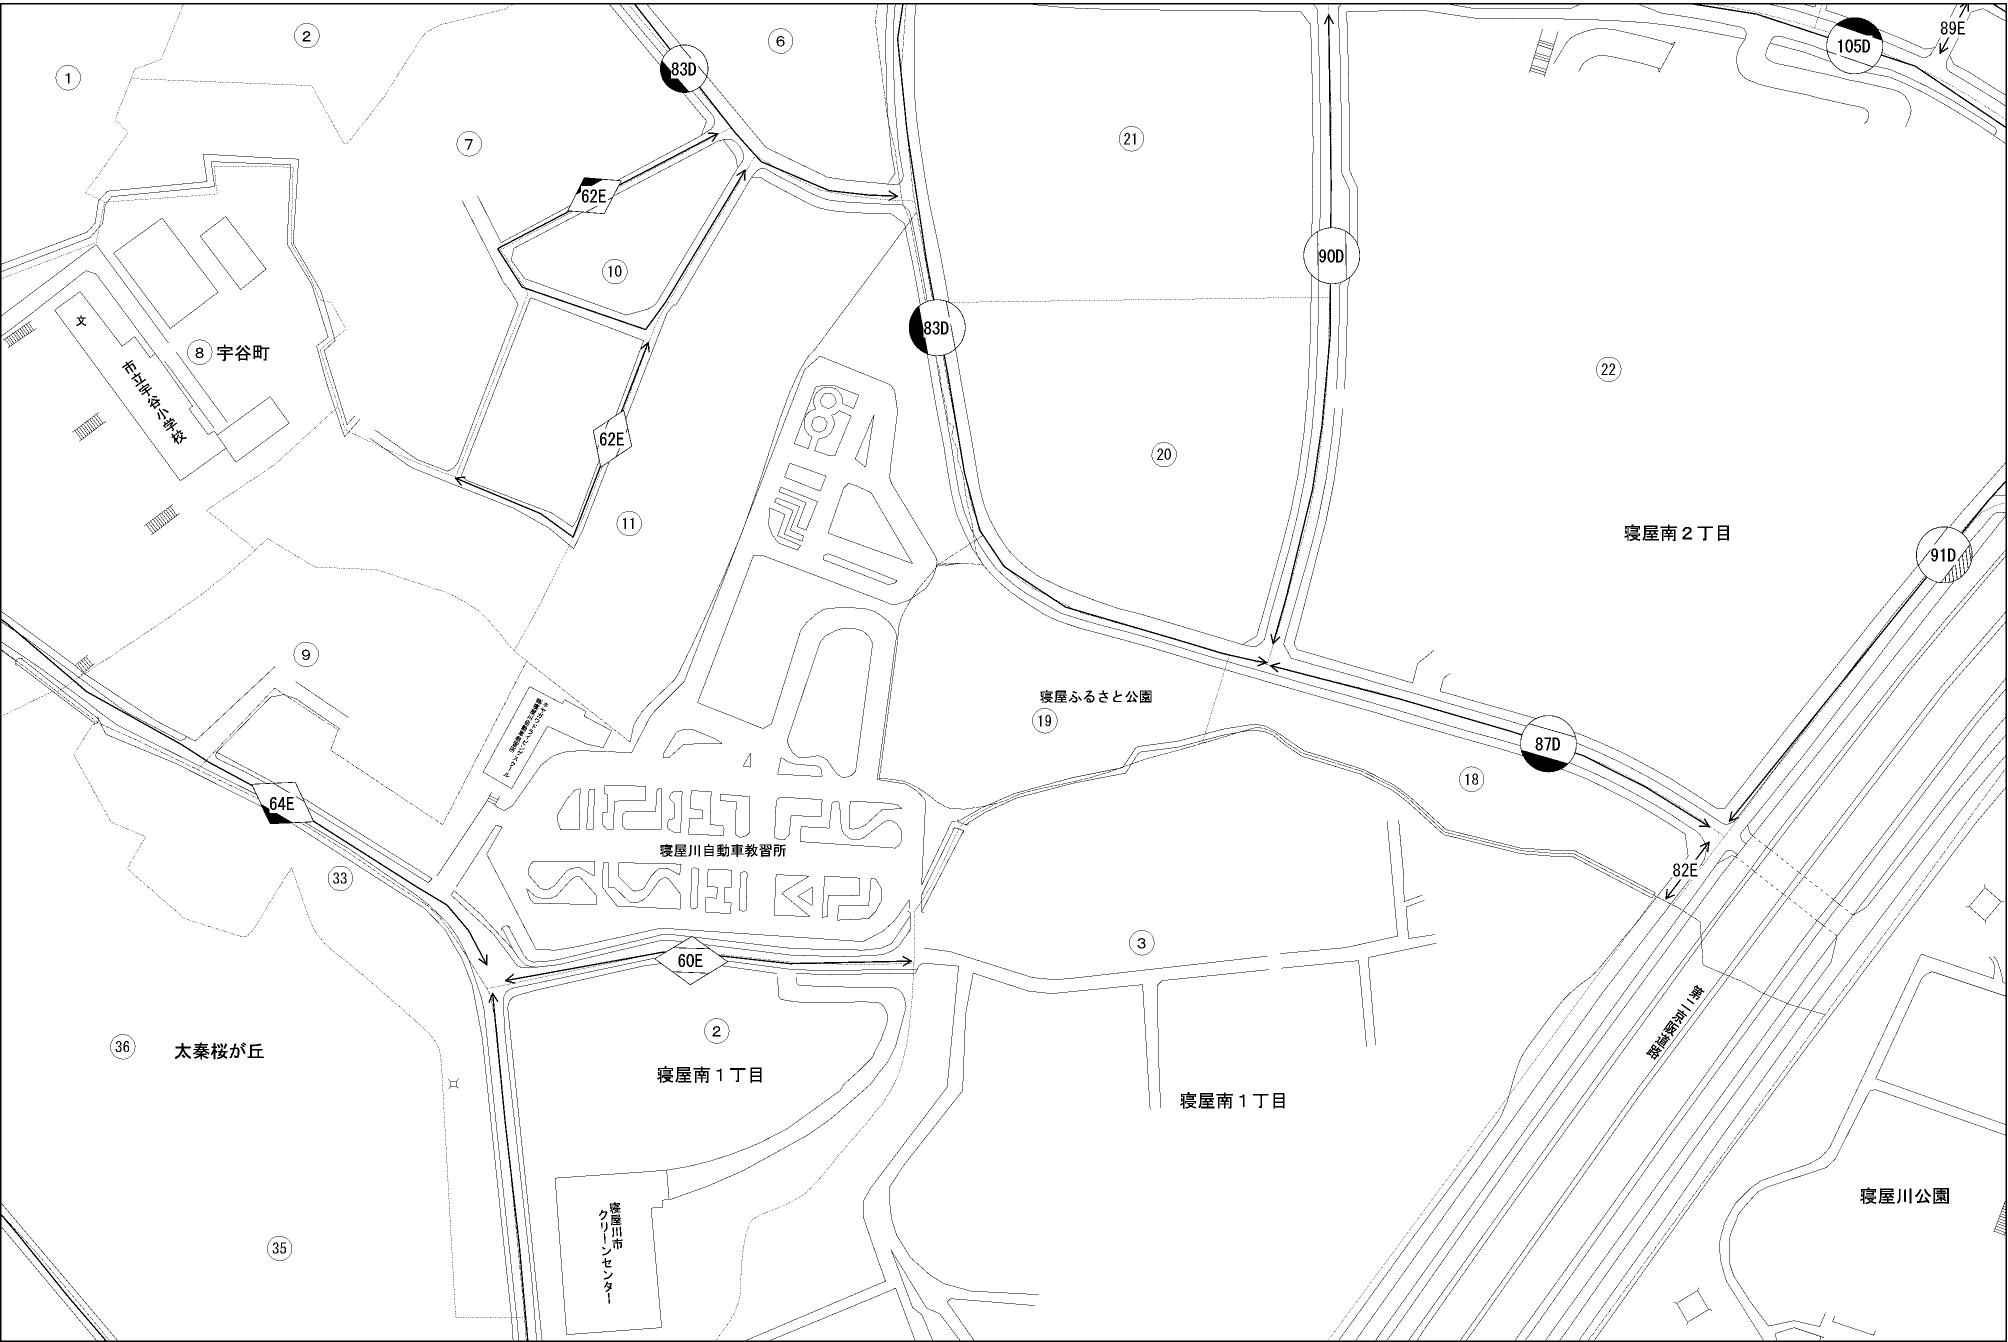 2
6
1
83D
105D
89E
7
21
62E
10
90D
83D
文
8 宇谷町
市立宇谷小学校
22
62E
20
11
寝屋南2丁目
91D
9
寝屋ふるさと公園
19
87D
18
64E
寝屋川自動車教習所
82E
33
3
60E
2
36
太秦桜が丘
寝屋南1丁目
寝屋南1丁目
第二京阪道路
寝屋川公園
35
寝屋川市
クリーンセンター